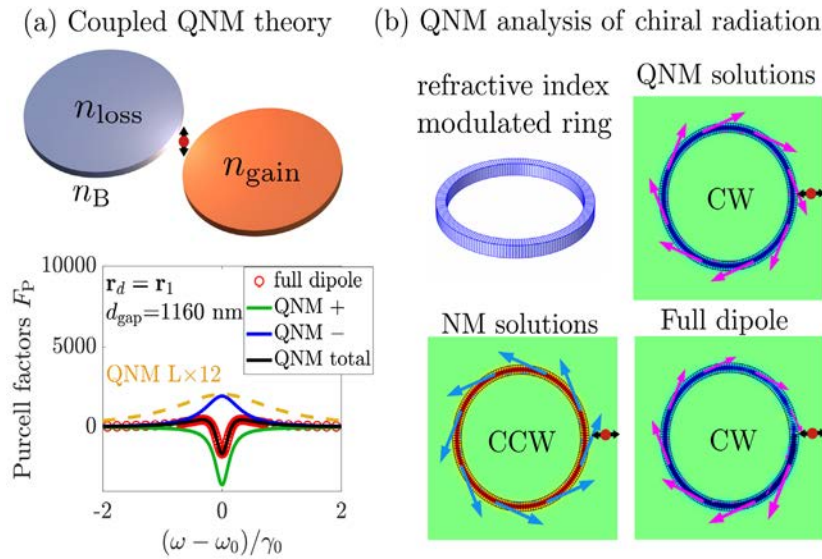 (a) Coupled QNM theory
n_loss
n_gain
n_B
10000
5000
0
Purcell factors F_P
r_d = r_1
d_gap=1160 nm
full dipole
QNM +
QNM −
QNM total
QNM L×12
-2
0
2
(ω − ω_0)/γ_0
(b) QNM analysis of chiral radiation
refractive index
modulated ring
QNM solutions
CW
NM solutions
CCW
Full dipole
CW